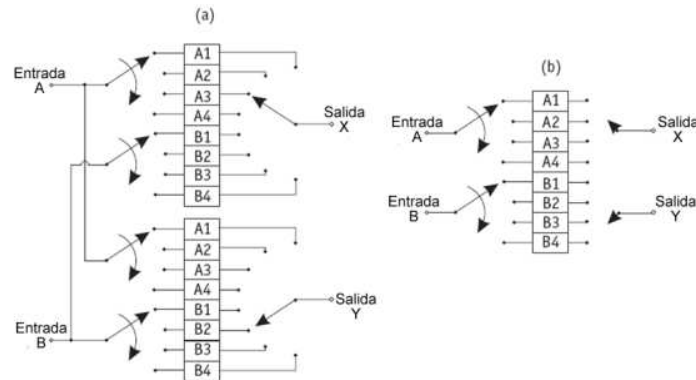 (a)
Entrada
A
A1
A2
A3
A4
B1
B2
B3
B4
Salida
X
A1
A2
A3
A4
B1
B2
B3
B4
Entrada
B
Salida
Y
(b)
Entrada
A
A1
A2
A3
A4
B1
B2
B3
B4
Salida
X
Entrada
B
Salida
Y